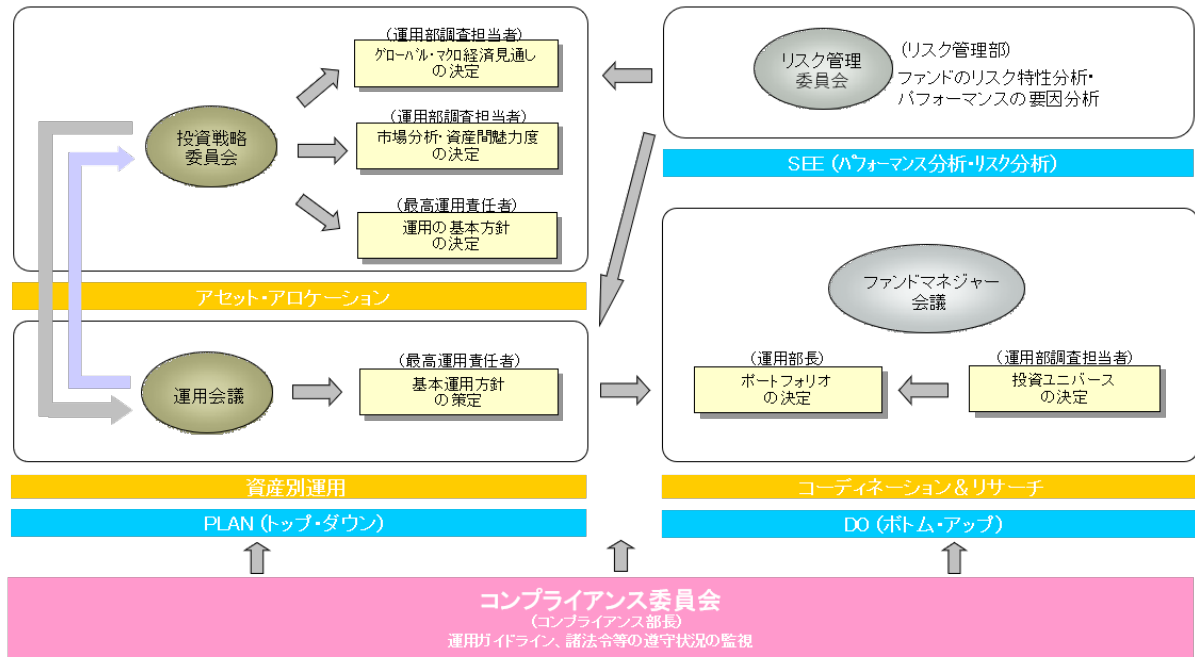 (運用部調査担当者)
グローバル・マクロ経済見通し
の決定
投資戦略
委員会
(運用部調査担当者)
市場分析・資産間魅力度
の決定
(最高運用責任者)
運用の基本方針
の決定
アセット・アロケーション
運用会議
(最高運用責任者)
基本運用方針
の策定
資産別運用
PLAN (トップ・ダウン)
リスク管理
委員会
(リスク管理部)
ファンドのリスク特性分析・
パフォーマンスの要因分析
SEE (パフォーマンス分析・リスク分析)
ファンドマネジャー
会議
(運用部長)
ポートフォリオ
の決定
(運用部調査担当者)
投資ユニバース
の決定
コーディネーション&リサーチ
DO (ボトム・アップ)
コンプライアンス委員会
(コンプライアンス部長)
運用ガイドライン、諸法令等の遵守状況の監視